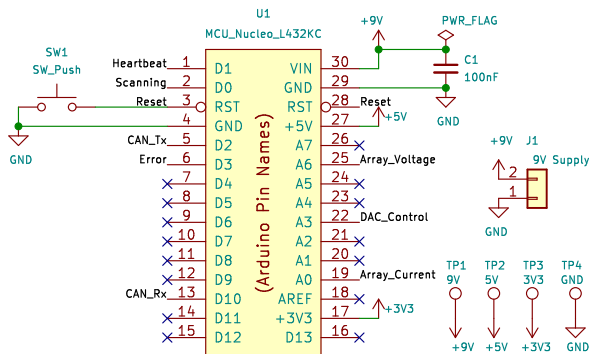 U1
MCU_Nucleo_L432KC
+9V
PWR_FLAG
C1
100nF
SW1
SW_Push
GND
Heartbeat 1 D1 VIN 30
Scanning 2 D0 GND 29
Reset 3 RST RST 28 Reset
4 GND +5V 27 +5V
CAN_Tx 5 D2 A7 26
Error 6 D3 A6 25 Array_Voltage
7 D4 A5 24
8 D5 A4 23
9 D6 A3 22 DAC_Control
10 D7 A2 21
11 D8 A1 20
12 D9 A0 19 Array_Current
CAN_Rx 13 D10 AREF 18
14 D11 +3V3 17 +3V3
15 D12 D13 16
(Arduino Pin Names)
GND
+9V
J1
9V Supply
2
1
GND
TP1 TP2 TP3 TP4
9V 5V 3V3 GND
+9V +5V +3V3 GND